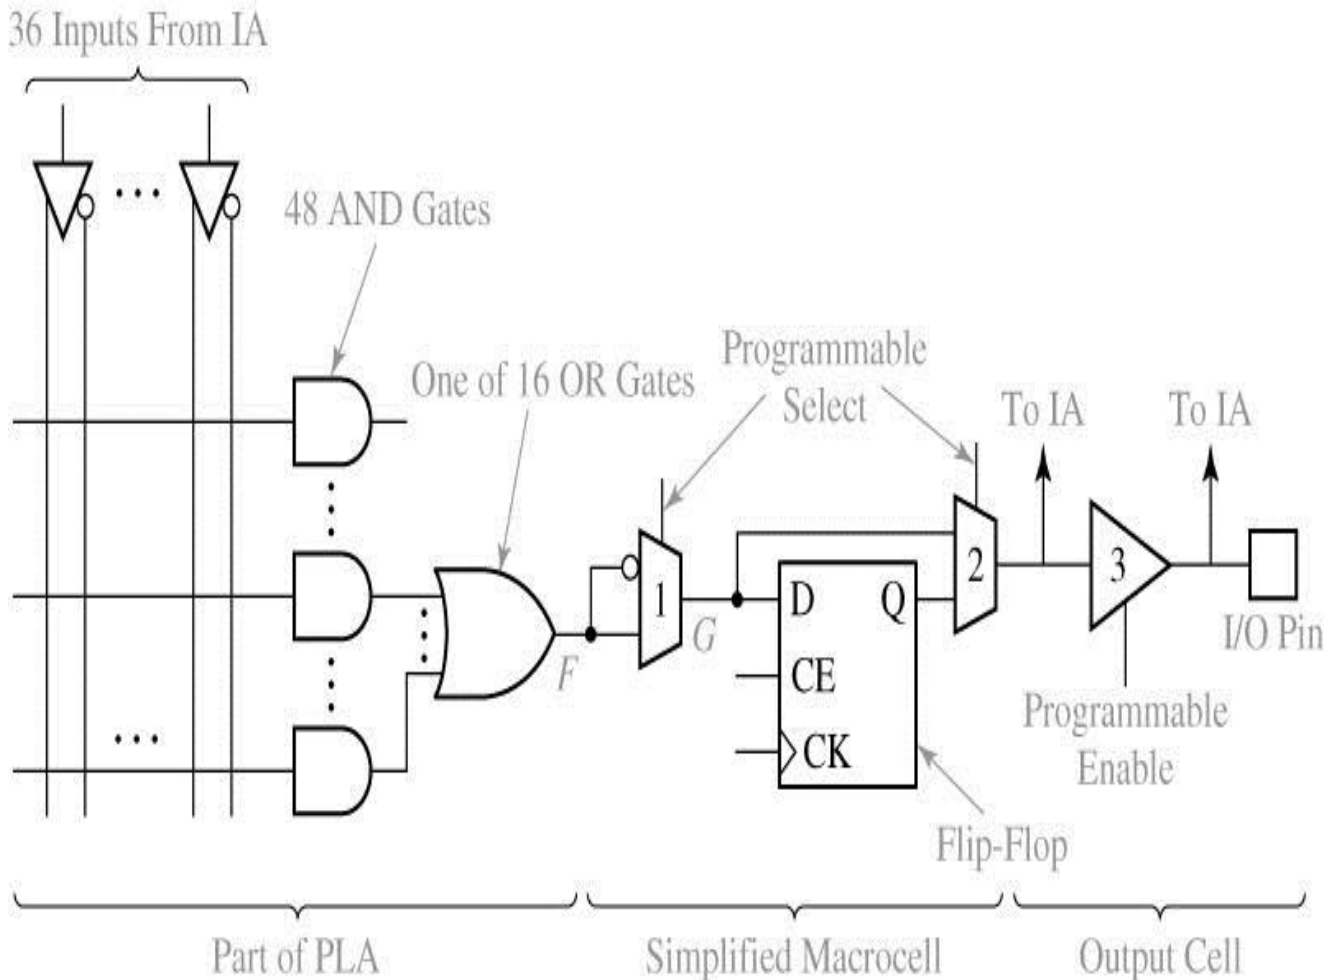 36 Inputs From IA
48 AND Gates
One of 16 OR Gates
Programmable
Select
To IA
To IA
1
2
3
F
G
D
Q
CE
CK
I/O Pin
Programmable
Enable
Flip-Flop
Part of PLA
Simplified Macrocell
Output Cell